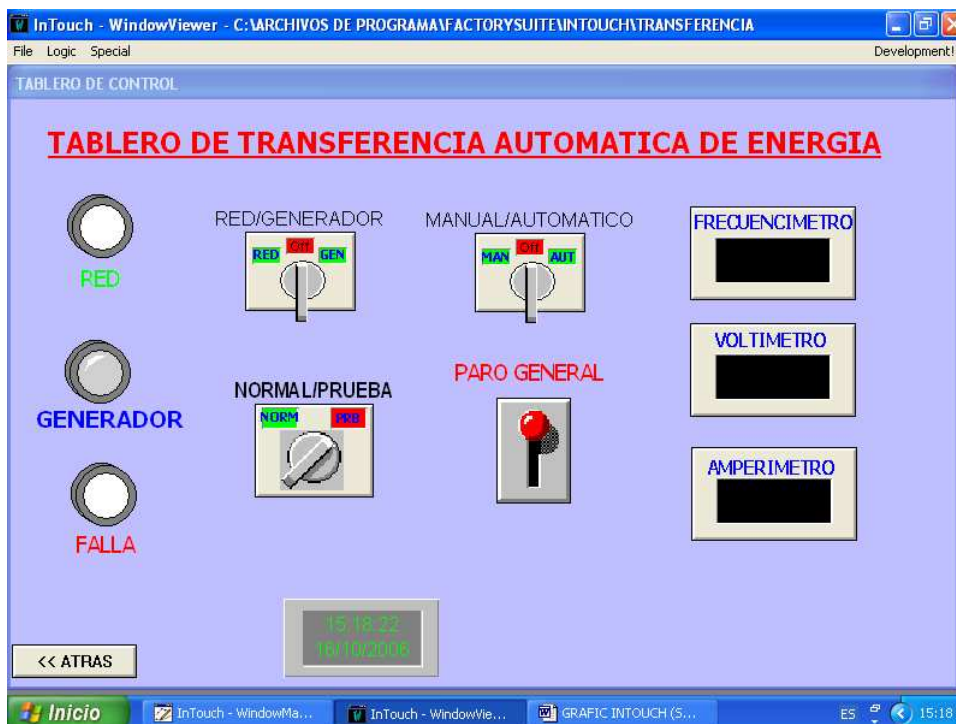 InTouch - WindowViewer - C:\ARCHIVOS DE PROGRAMA\FACTORYSUITE\INTOUCH\TRANSFERENCIA
File Logic Special Development!
TABLERO DE CONTROL
TABLERO DE TRANSFERENCIA AUTOMATICA DE ENERGIA
RED/GENERADOR MANUAL/AUTOMATICO
RED Off GEN
MAN Off AUT
FRECUENCIMETRO
RED
VOLTIMETRO
GENERADOR
NORMAL/PRUEBA
NORM PRB
PARO GENERAL
AMPERIMETRO
FALLA
15:18:22
16/10/2006
<< ATRAS
Inicio
InTouch - WindowMa...
InTouch - WindowVie...
GRAFIC INTOUCH (S...
ES
15:18